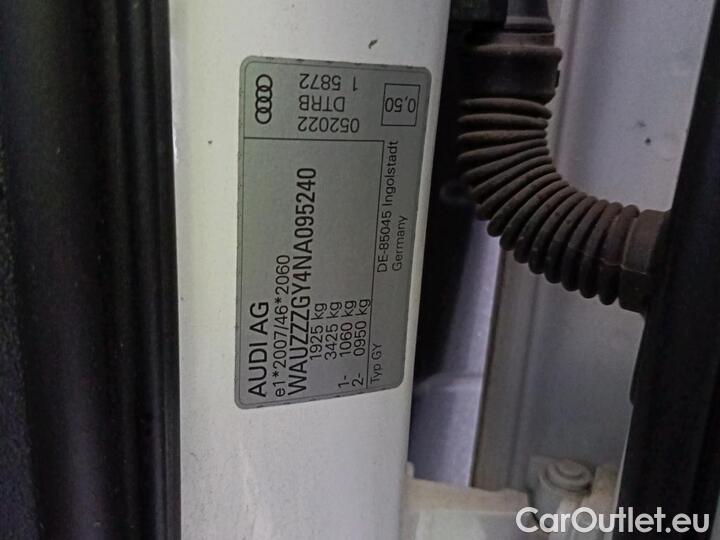 AUDI AG
e1*2007/46*2060
WAUZZZGY4NA095240
1925 kg
3425 kg
1- 1060 kg
2- 0950 kg
Typ GY
DE-85045 Ingolstadt
Germany
052022
DTRB
1 5872
0,50
CarOutlet.eu